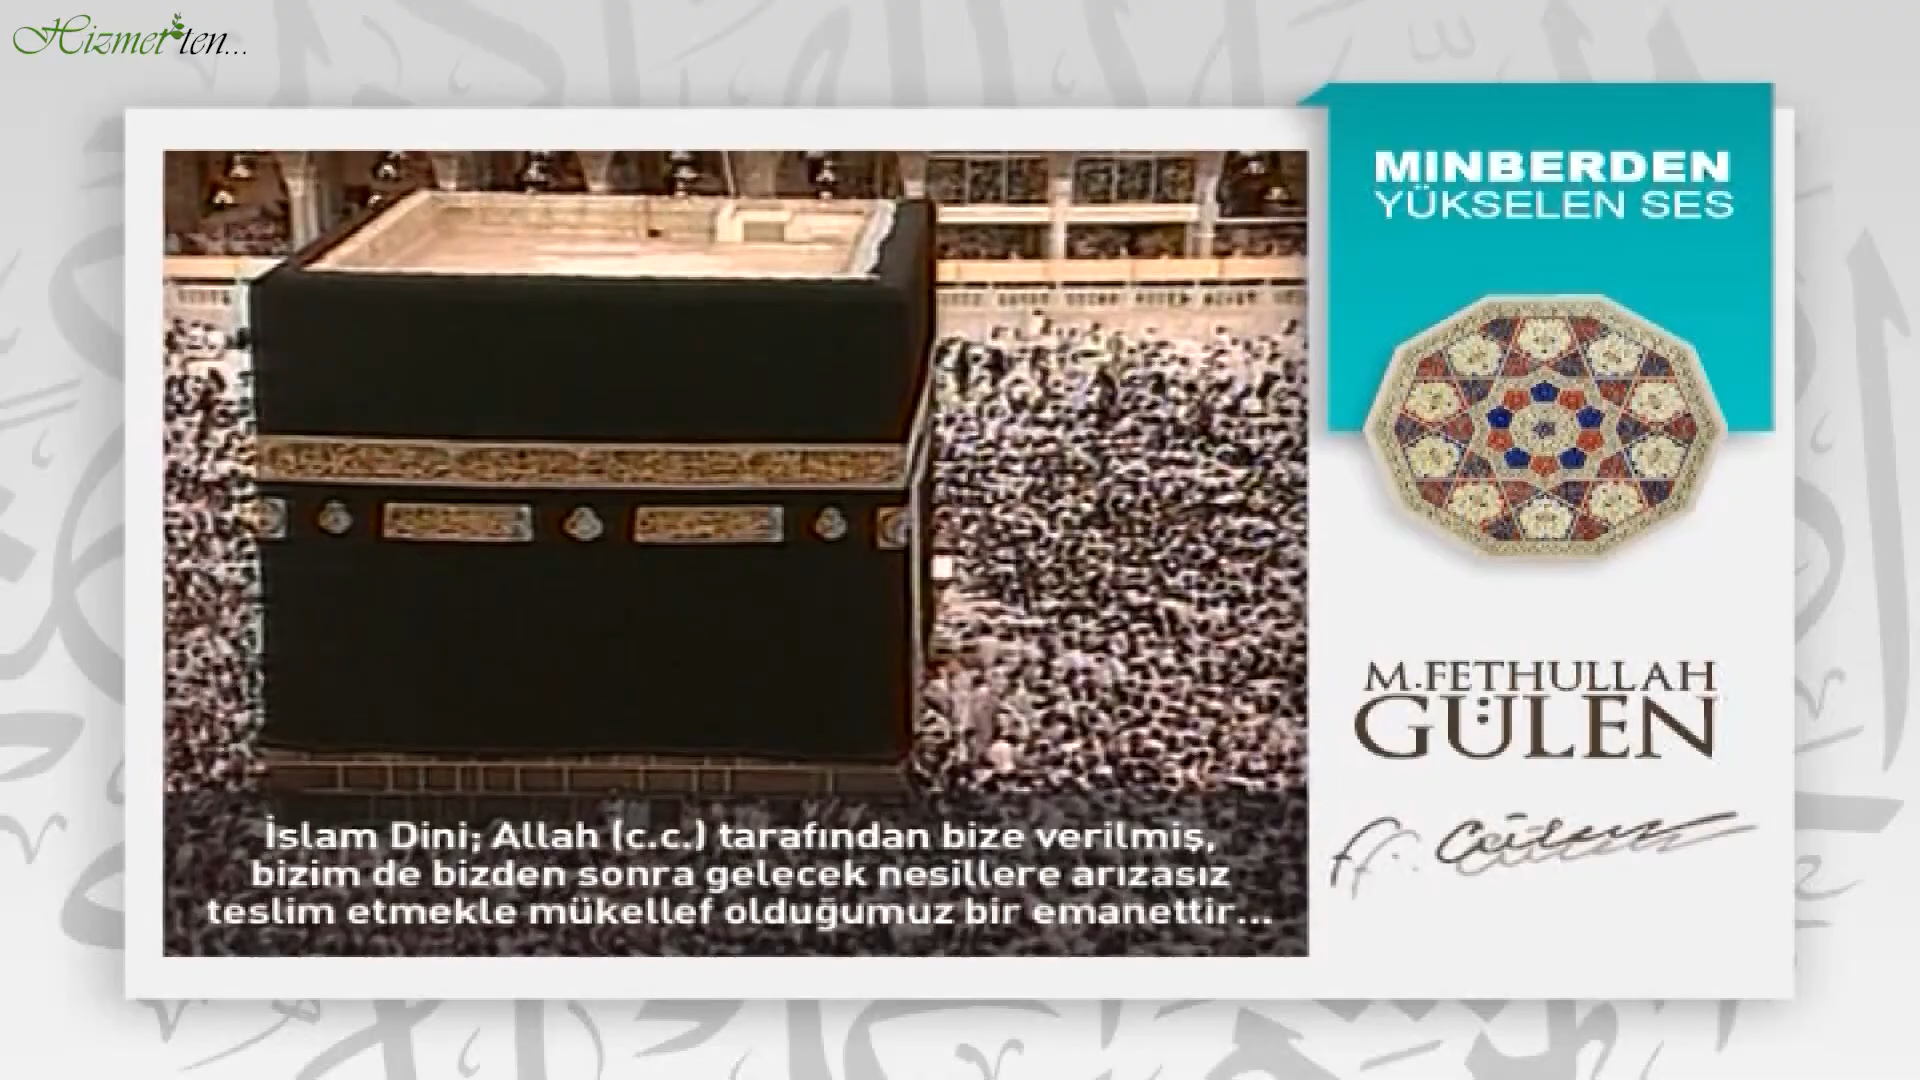 Hizmet'ten...
MINBERDEN
YÜKSELEN SES
M.FETHULLAH
GÜLEN
İslam Dini; Allah (c.c.) tarafından bize verilmiş,
bizim de bizden sonra gelecek nesillere arızasız
teslim etmekle mükellef olduğumuz bir emanettir...